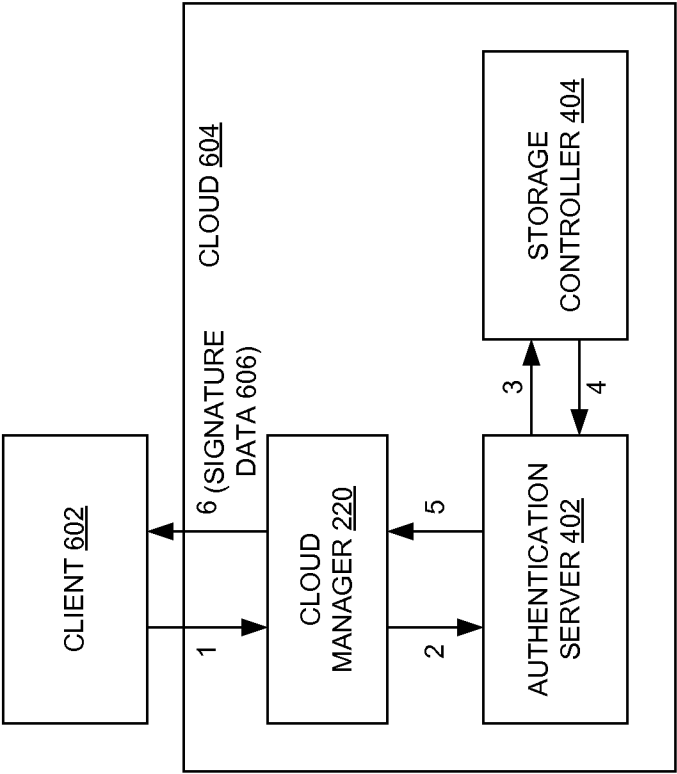 CLIENT 602
1
6 (SIGNATURE
DATA 606)
CLOUD 604
CLOUD
MANAGER 220
2
5
AUTHENTICATION
SERVER 402
3
4
STORAGE
CONTROLLER 404